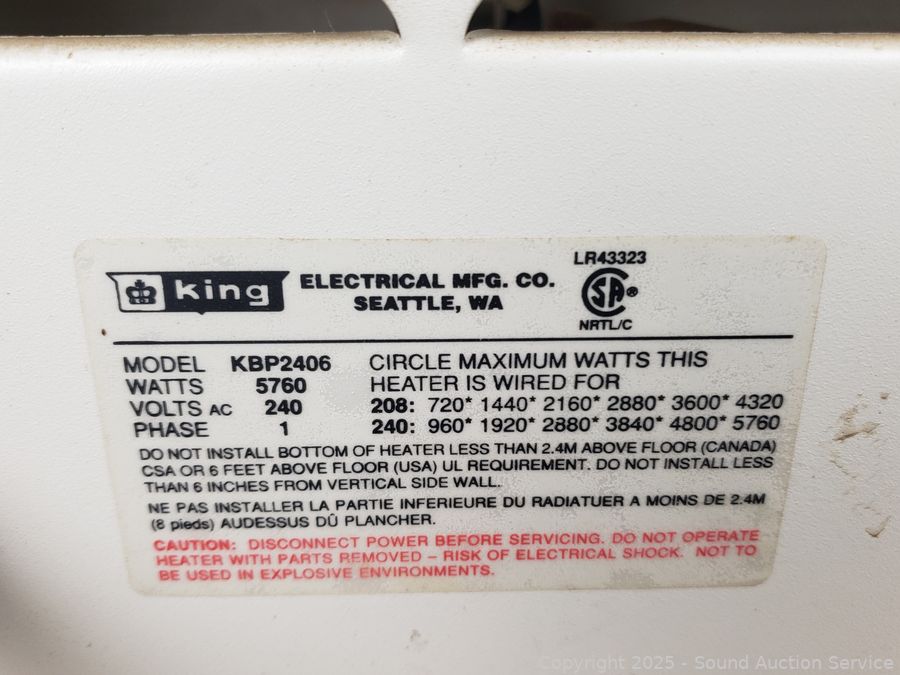 LR43323
king ELECTRICAL MFG. CO.
SEATTLE, WA
SA ®
NRTL/C
MODEL KBP2406
WATTS 5760
VOLTS AC 240
PHASE 1
CIRCLE MAXIMUM WATTS THIS
HEATER IS WIRED FOR
208: 720* 1440* 2160* 2880* 3600* 4320
240: 960* 1920* 2880* 3840* 4800* 5760
DO NOT INSTALL BOTTOM OF HEATER LESS THAN 2.4M ABOVE FLOOR (CANADA)
CSA OR 6 FEET ABOVE FLOOR (USA) UL REQUIREMENT. DO NOT INSTALL LESS
THAN 6 INCHES FROM VERTICAL SIDE WALL.
NE PAS INSTALLER LA PARTIE INFERIEURE DU RADIATUER A MOINS DE 2.4M
(8 pieds) AUDESSUS DÛ PLANCHER.
CAUTION: DISCONNECT POWER BEFORE SERVICING. DO NOT OPERATE
HEATER WITH PARTS REMOVED – RISK OF ELECTRICAL SHOCK. NOT TO
BE USED IN EXPLOSIVE ENVIRONMENTS.
Copyright 2025 - Sound Auction Service